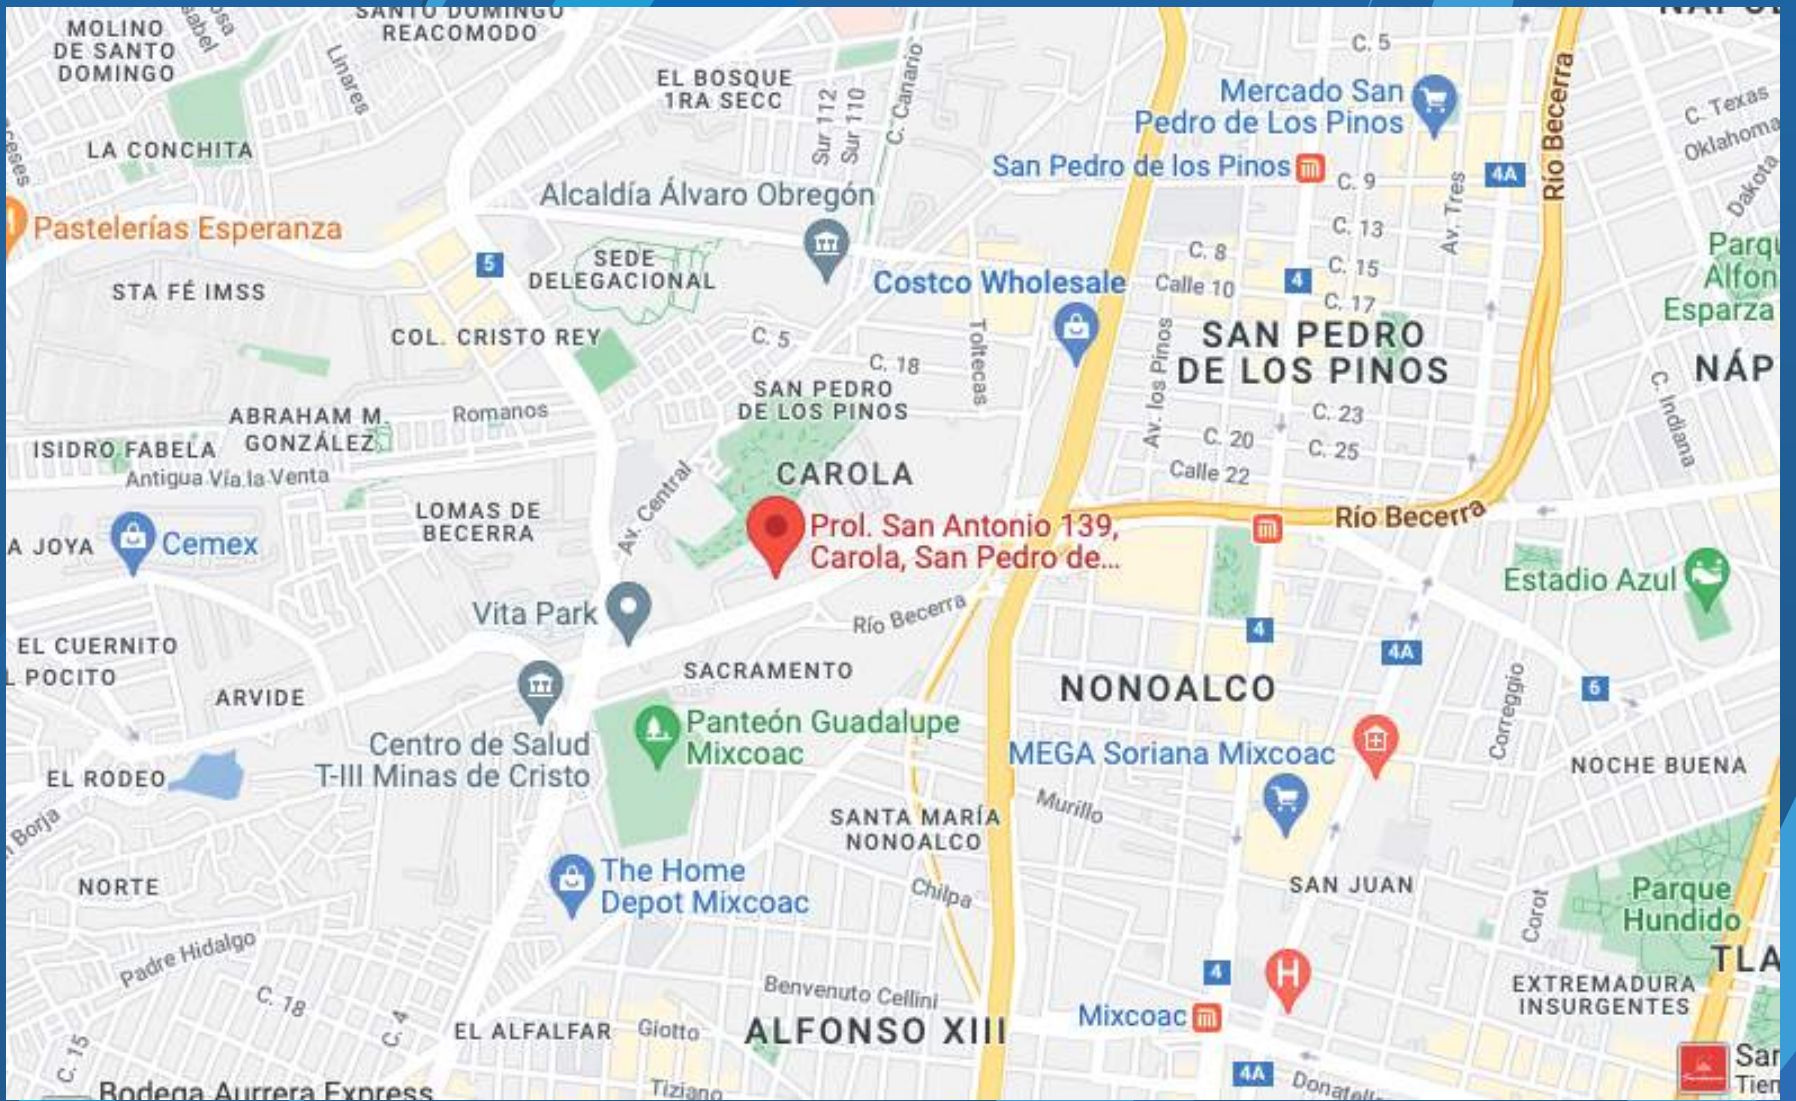 SANTO DOMINGO
REACOMODO
MOLINO
DE SANTO
DOMINGO
Linares
EL BOSQUE
1RA SECC
Sur 112
Sur 110
C. Canario
C. 5
Mercado San
Pedro de Los Pinos
Río Becerra
C. Texas
Oklahoma
Dakota
LA CONCHITA
San Pedro de los Pinos
C. 9
4A
Av. Tres
Alcaldía Álvaro Obregón
Pastelerías Esperanza
C. 13
C. 8
C. 15
Calle 10
4
C. 17
5
SEDE
DELEGACIONAL
Costco Wholesale
Esparza
STA FÉ IMSS
COL. CRISTO REY
C. 5
C. 18
Toltecas
Av. los Pinos
SAN PEDRO
DE LOS PINOS
NÁP
C. Indiana
SAN PEDRO
DE LOS PINOS
ABRAHAM M.
GONZÁLEZ
Romanos
C. 23
C. 20
C. 25
Calle 22
ISIDRO FABELA
Antigua Vía la Venta
CAROLA
LOMAS DE
BECERRA
Av. Central
Prol. San Antonio 139,
Carola, San Pedro de...
Río Becerra
A JOYA
Cemex
Estadio Azul
Vita Park
Río Becerra
4
4A
EL CUERNITO
L POCITO
ARVIDE
SACRAMENTO
NONOALCO
Correggio
6
Panteón Guadalupe
Mixcoac
Centro de Salud
T-III Minas de Cristo
MEGA Soriana Mixcoac
NOCHE BUENA
EL RODEO
Borja
SANTA MARÍA
NONOALCO
Murillo
The Home
Depot Mixcoac
NORTE
Chilpa
SAN JUAN
Corot
Parque
Hundido
Padre Hidalgo
TLA
4
H
EXTREMADURA
INSURGENTES
C. 18
C. 4
Benvenuto Cellini
Mixcoac
EL ALFALFAR
Giotto
ALFONSO XIII
C. 15
4A
Bodega Aurrera Express
Tiziano